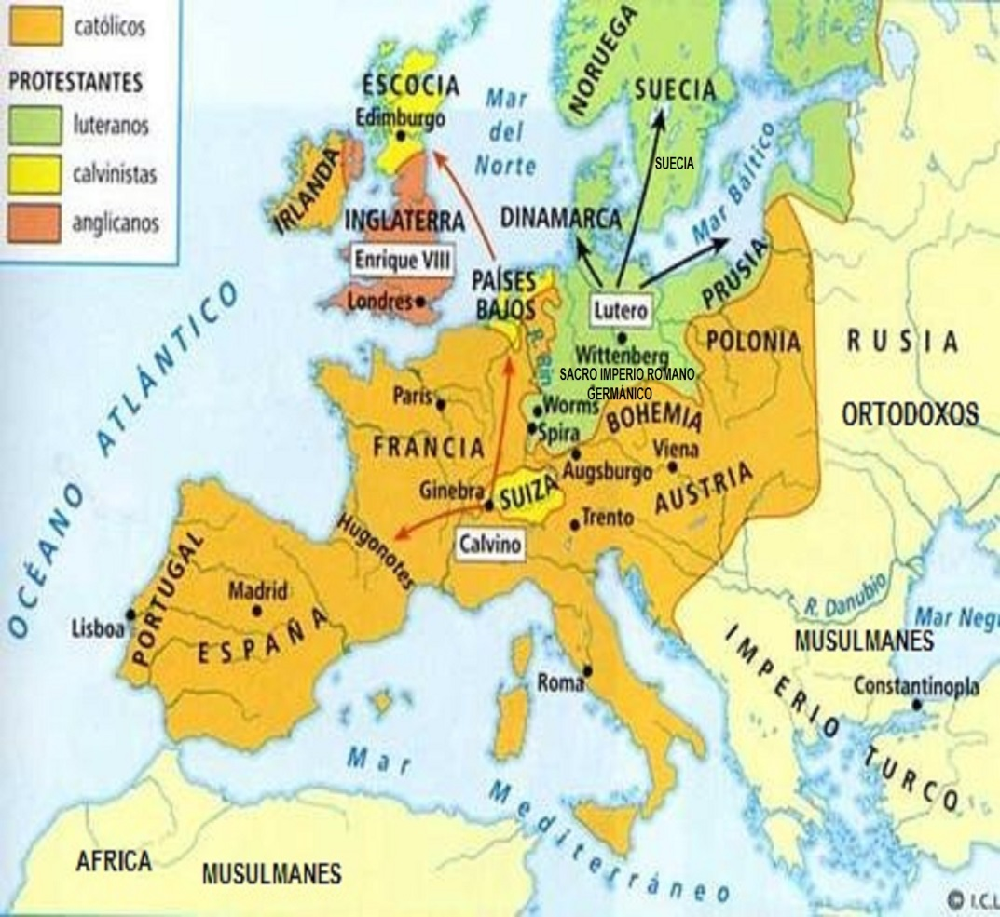 católicos
PROTESTANTES
luteranos
calvinistas
anglicanos
NORUEGA
SUECIA
SUECIA
ESCOCIA
Edimburgo
Mar
del
Norte
Mar Báltico
IRLANDA
INGLATERRA
Enrique VIII
Londres
DINAMARCA
PAÍSES
BAJOS
PRUSIA
Lutero
Wittenberg
SACRO IMPERIO ROMANO
GERMÁNICO
R. Rin
POLONIA
RUSIA
ORTODOXOS
OCÉANO ATLÁNTICO
París
FRANCIA
Worms
Spira
BOHEMIA
Augsburgo
Viena
AUSTRIA
Ginebra
SUIZA
Trento
Calvino
Hugonotes
PORTUGAL
Madrid
Lisboa
ESPAÑA
Roma
R. Danubio
Mar Neg
MUSULMANES
IMPERIO TURCO
Constantinopla
Mar Mediterráneo
AFRICA
MUSULMANES
© I.C.L